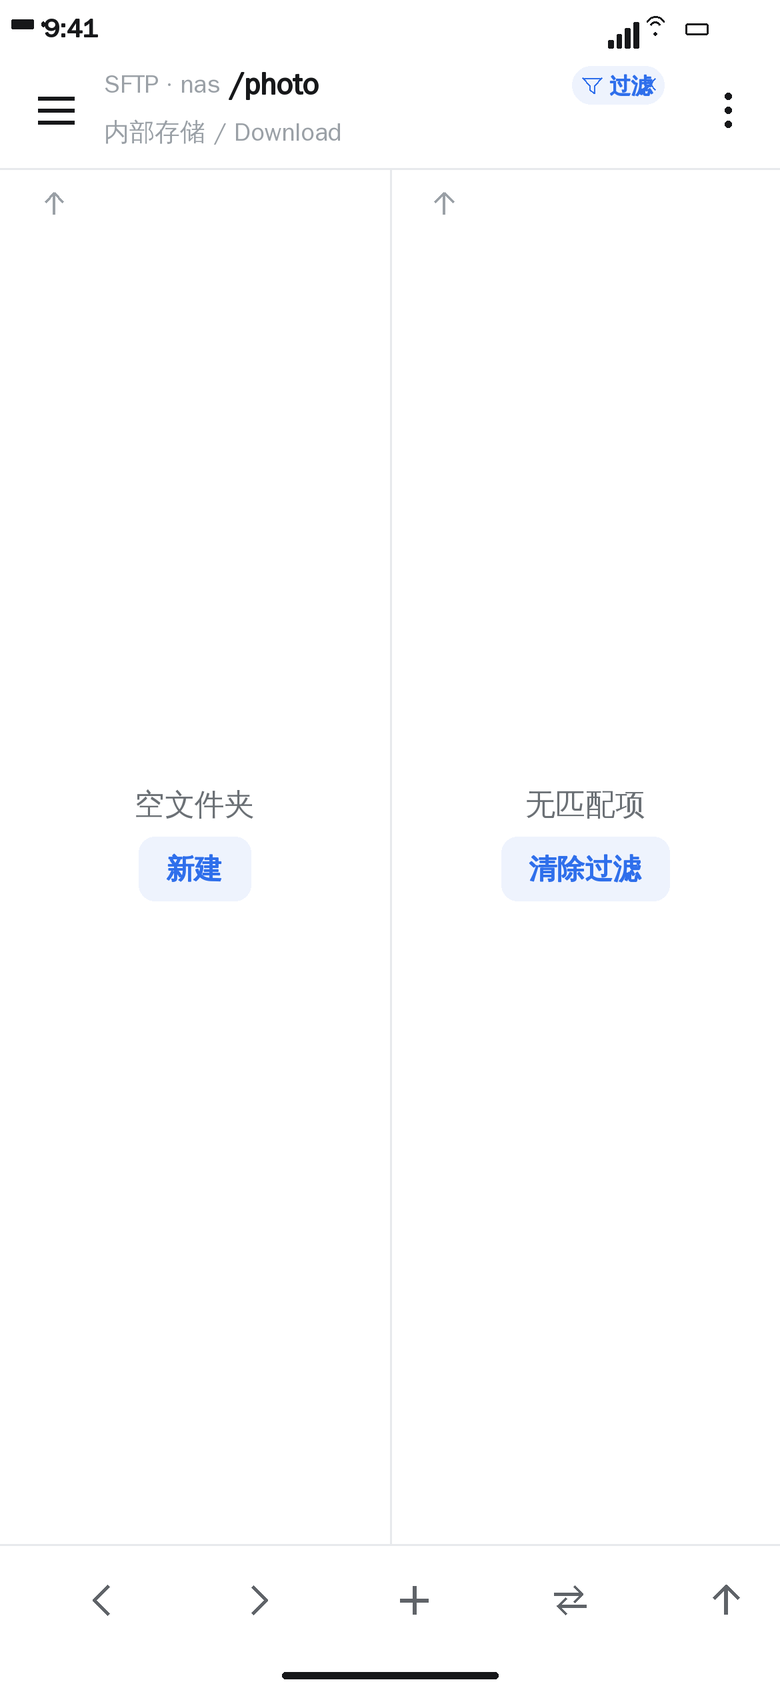 9:41
SFTP · nas /photo
过滤
内部存储 / Download
空文件夹
新建
无匹配项
清除过滤